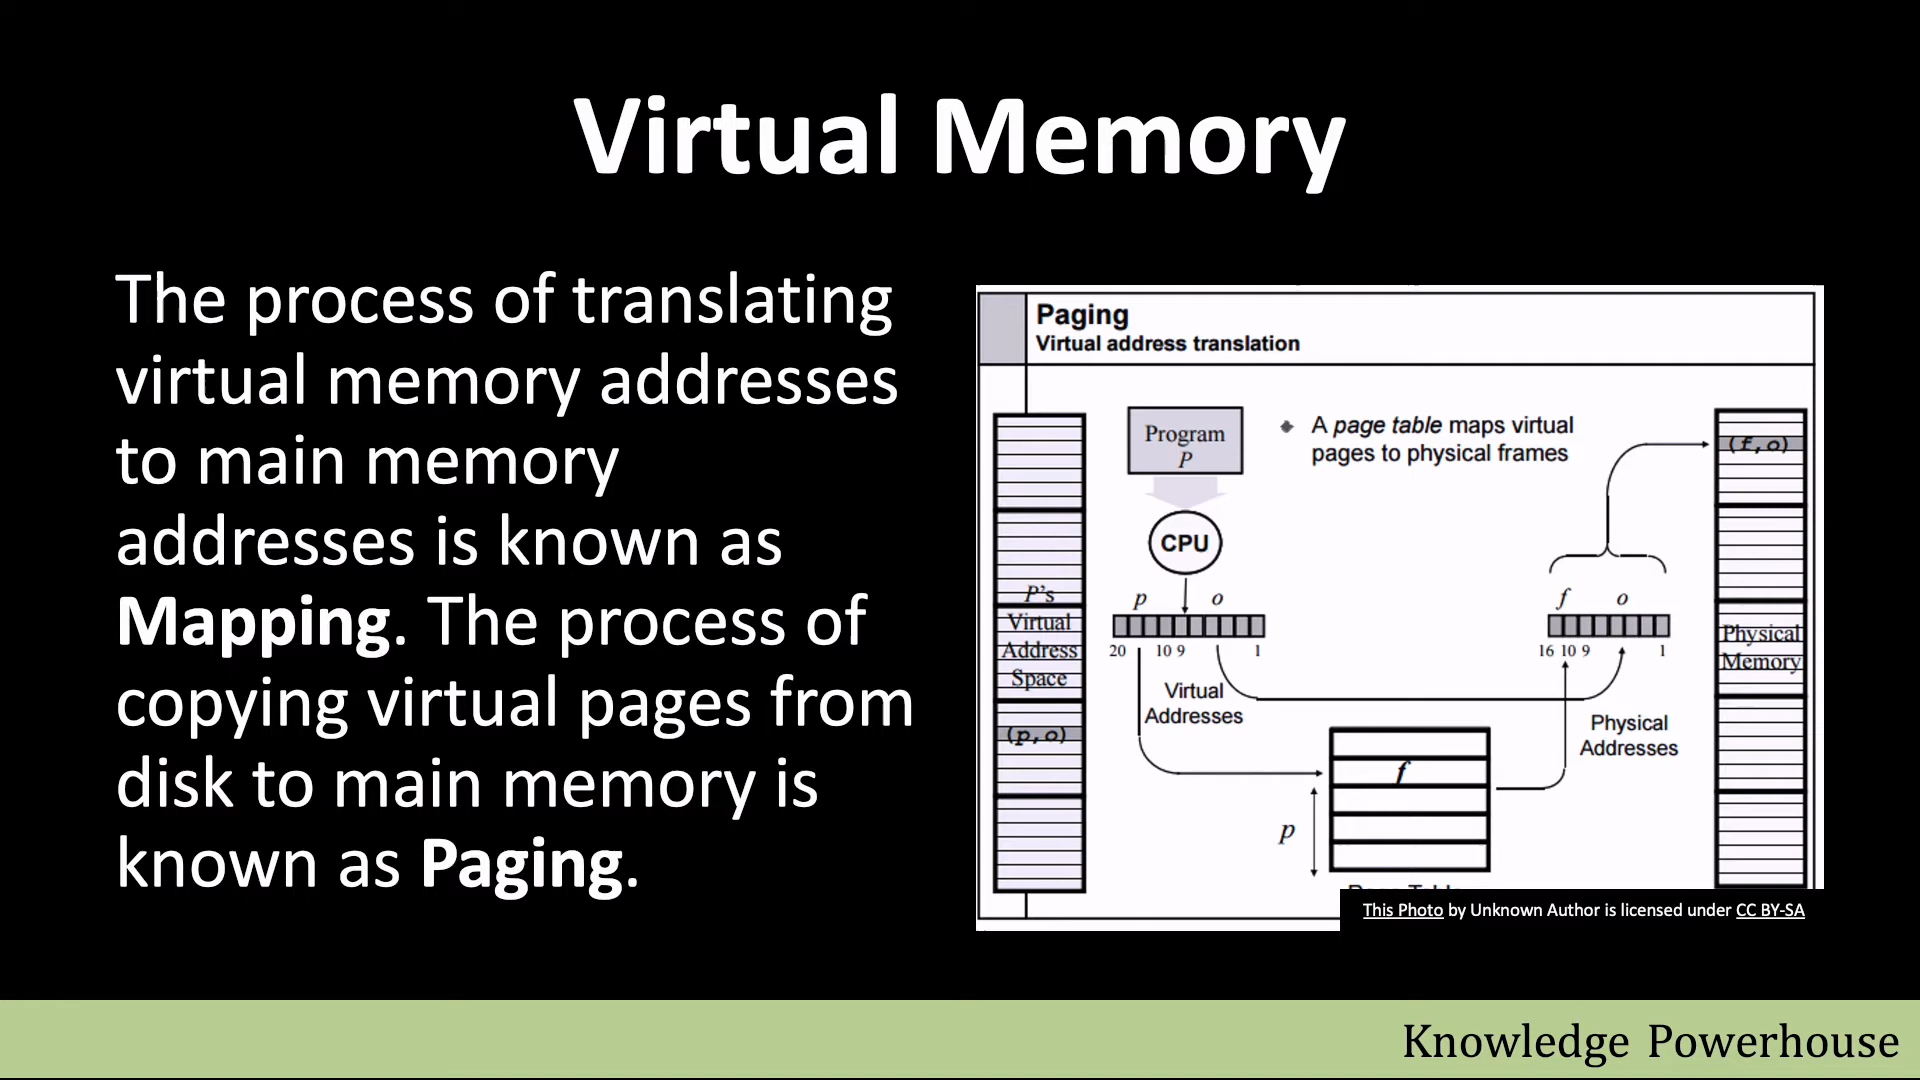 Virtual Memory
The process of translating
virtual memory addresses
to main memory
addresses is known as
Mapping. The process of
copying virtual pages from
disk to main memory is
known as Paging.
Paging
Virtual address translation
Program
P
A page table maps virtual
pages to physical frames
(f,o)
CPU
P's
Virtual
Address
Space
(p,o)
p o
20 10 9 1
Virtual
Addresses
f o
16 10 9 1
Physical
Addresses
Physical
Memory
f
p
This Photo by Unknown Author is licensed under CC BY-SA
Knowledge Powerhouse